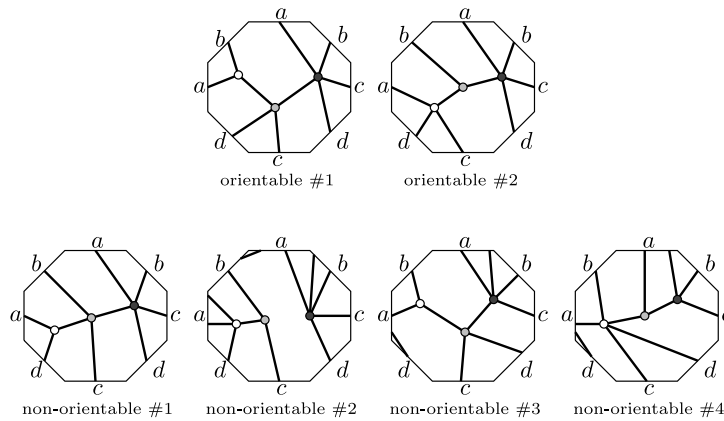 a
b b
a c
d d
c
orientable #1
a
b b
a c
d d
c
orientable #2
a
b b
a c
d d
c
non-orientable #1
a
b b
a c
d d
c
non-orientable #2
a
b b
a c
d d
c
non-orientable #3
a
b b
a c
d d
c
non-orientable #4